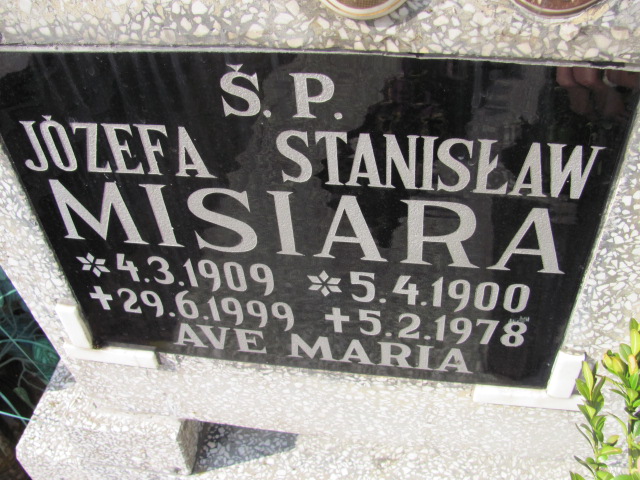 Š. P.
JÓZEFA STANISŁAW
MISIARA
* 4.3.1909 * 5.4.1900
+ 29.6.1999 + 5.2.1978
AVE MARIA